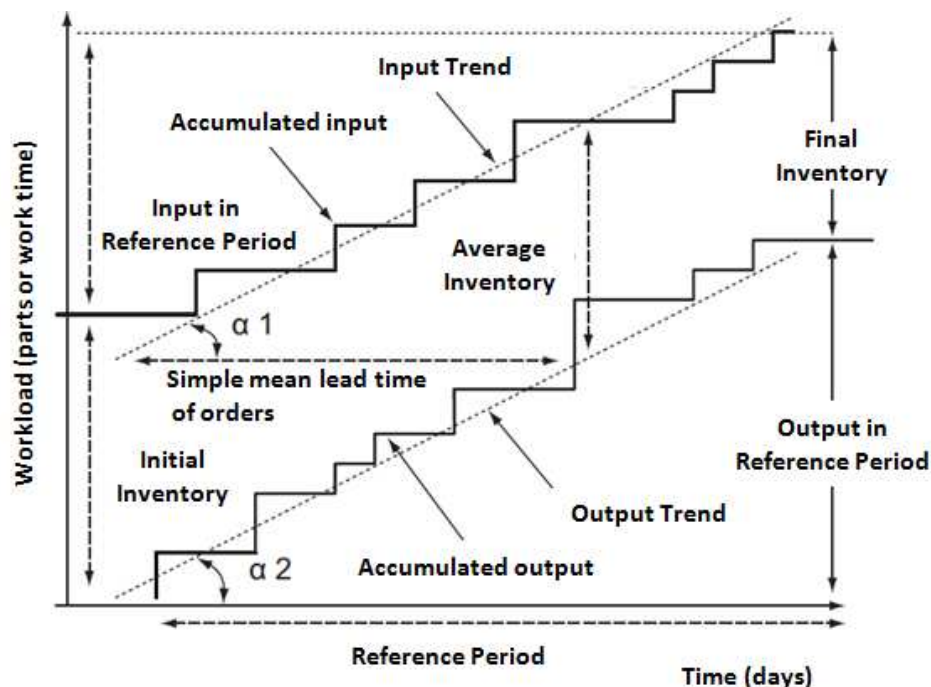 Input Trend
Accumulated input
Final
Inventory
Input in
Reference Period
Average
Inventory
Workload (parts or work time)
α 1
Simple mean lead time
of orders
Initial
Inventory
Output in
Reference Period
Output Trend
α 2
Accumulated output
Reference Period
Time (days)